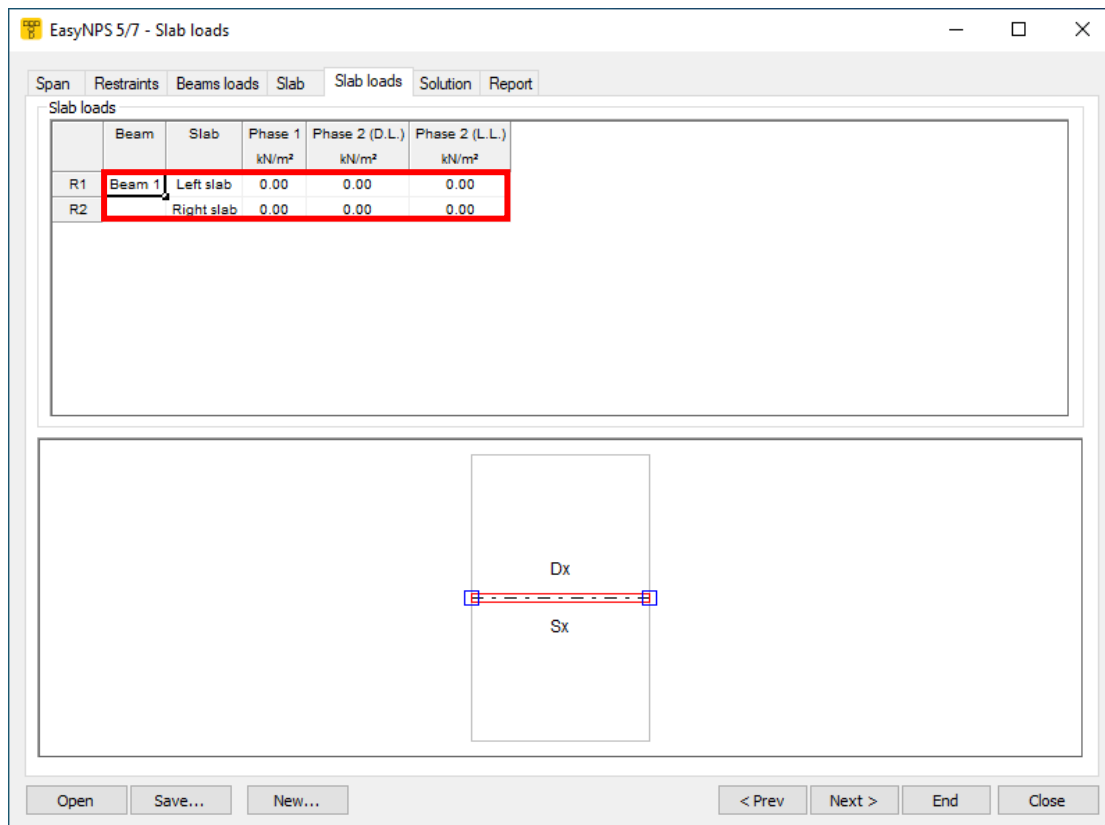 EasyNPS 5/7 - Slab loads
Span Restraints Beams loads Slab Slab loads Solution Report
Slab loads
Beam Slab Phase 1 Phase 2 (D.L.) Phase 2 (L.L.)
kN/m² kN/m² kN/m²
R1 Beam 1 Left slab 0.00 0.00 0.00
R2 Right slab 0.00 0.00 0.00
Dx
Sx
Open Save... New... < Prev Next > End Close